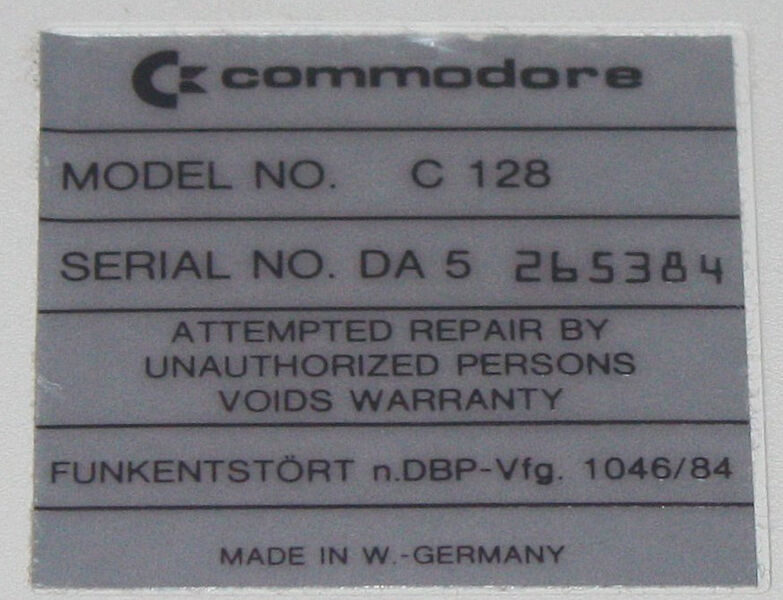 commodore
MODEL NO. C 128
SERIAL NO. DA 5 265384
ATTEMPTED REPAIR BY
UNAUTHORIZED PERSONS
VOIDS WARRANTY
FUNKENTSTÖRT n.DBP-Vfg. 1046/84
MADE IN W.-GERMANY